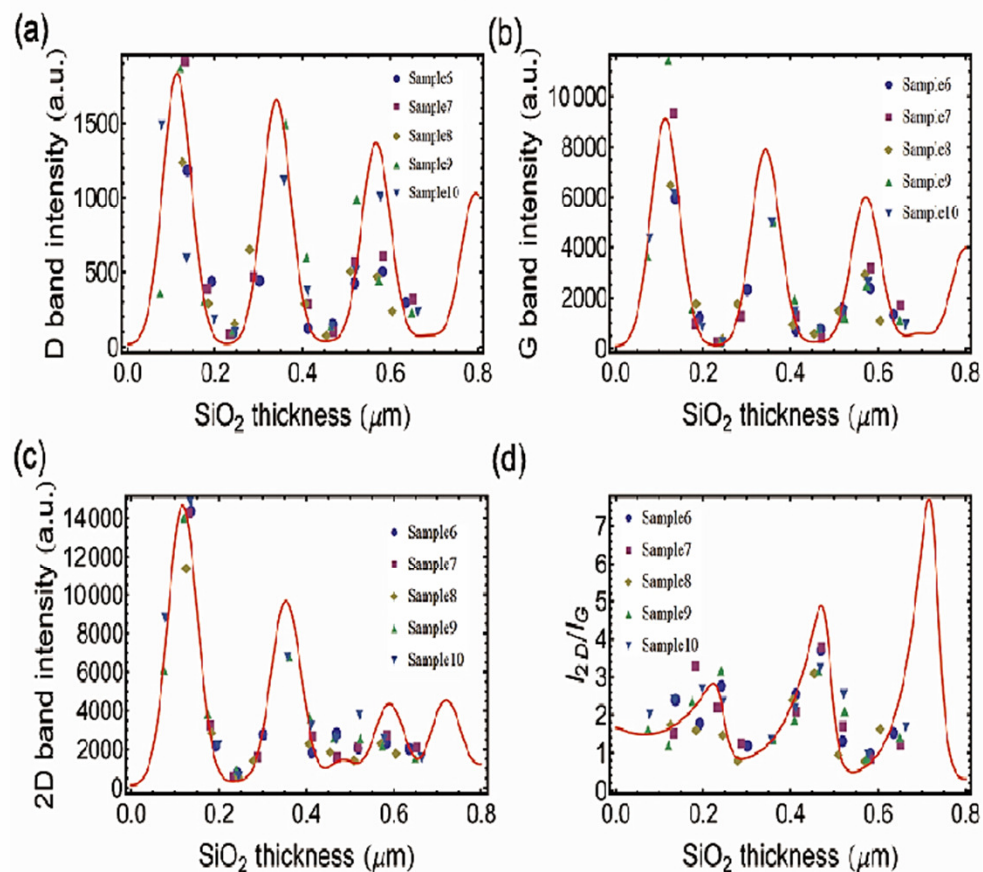 (a)
D band intensity (a.u.)
1500
1000
500
0
0.0 0.2 0.4 0.6 0.8
SiO₂ thickness (μm)
Sample5
Sample7
Sample8
Sample9
Sample10
(b)
G band intensity (a.u.)
10000
8000
6000
4000
2000
0
0.0 0.2 0.4 0.6 0.8
SiO₂ thickness (μm)
Sample6
Sample7
Sample8
Sample9
Sample10
(c)
2D band intensity (a.u.)
14000
12000
10000
8000
6000
4000
2000
0
0.0 0.2 0.4 0.6 0.8
SiO₂ thickness (μm)
Sample6
Sample7
Sample8
Sample9
Sample10
(d)
I2D/IG
7
6
5
4
3
2
1
0
0.0 0.2 0.4 0.6 0.8
SiO₂ thickness (μm)
Sample6
Sample7
Sample8
Sample9
Sample10